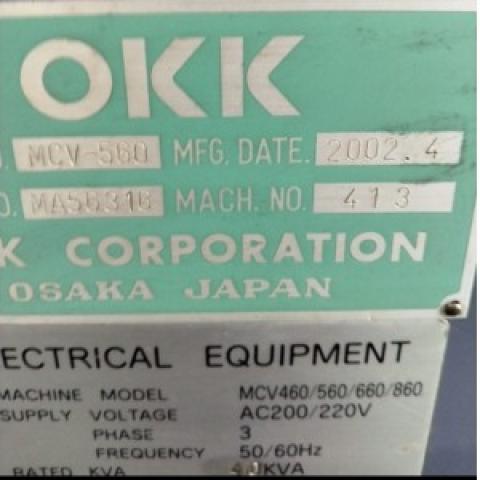 OKK
MCV-560 MFG. DATE. 2002.4
MACH. NO. 413
K CORPORATION
OSAKA JAPAN
ECTRICAL EQUIPMENT
MACHINE MODEL MCV460/560/660/860
SUPPLY VOLTAGE AC200/220V
PHASE 3
FREQUENCY 50/60Hz
RATED KVA